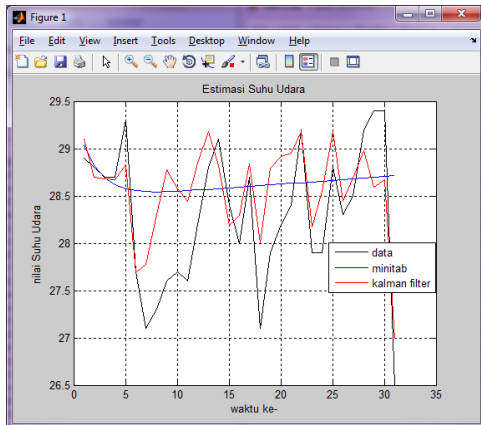 Figure 1
File Edit View Insert Tools Desktop Window Help
Estimasi Suhu Udara
nilai Suhu Udara
29.5
29
28.5
28
27.5
27
26.5
0 5 10 15 20 25 30 35
waktu ke-
data
minitab
kalman filter